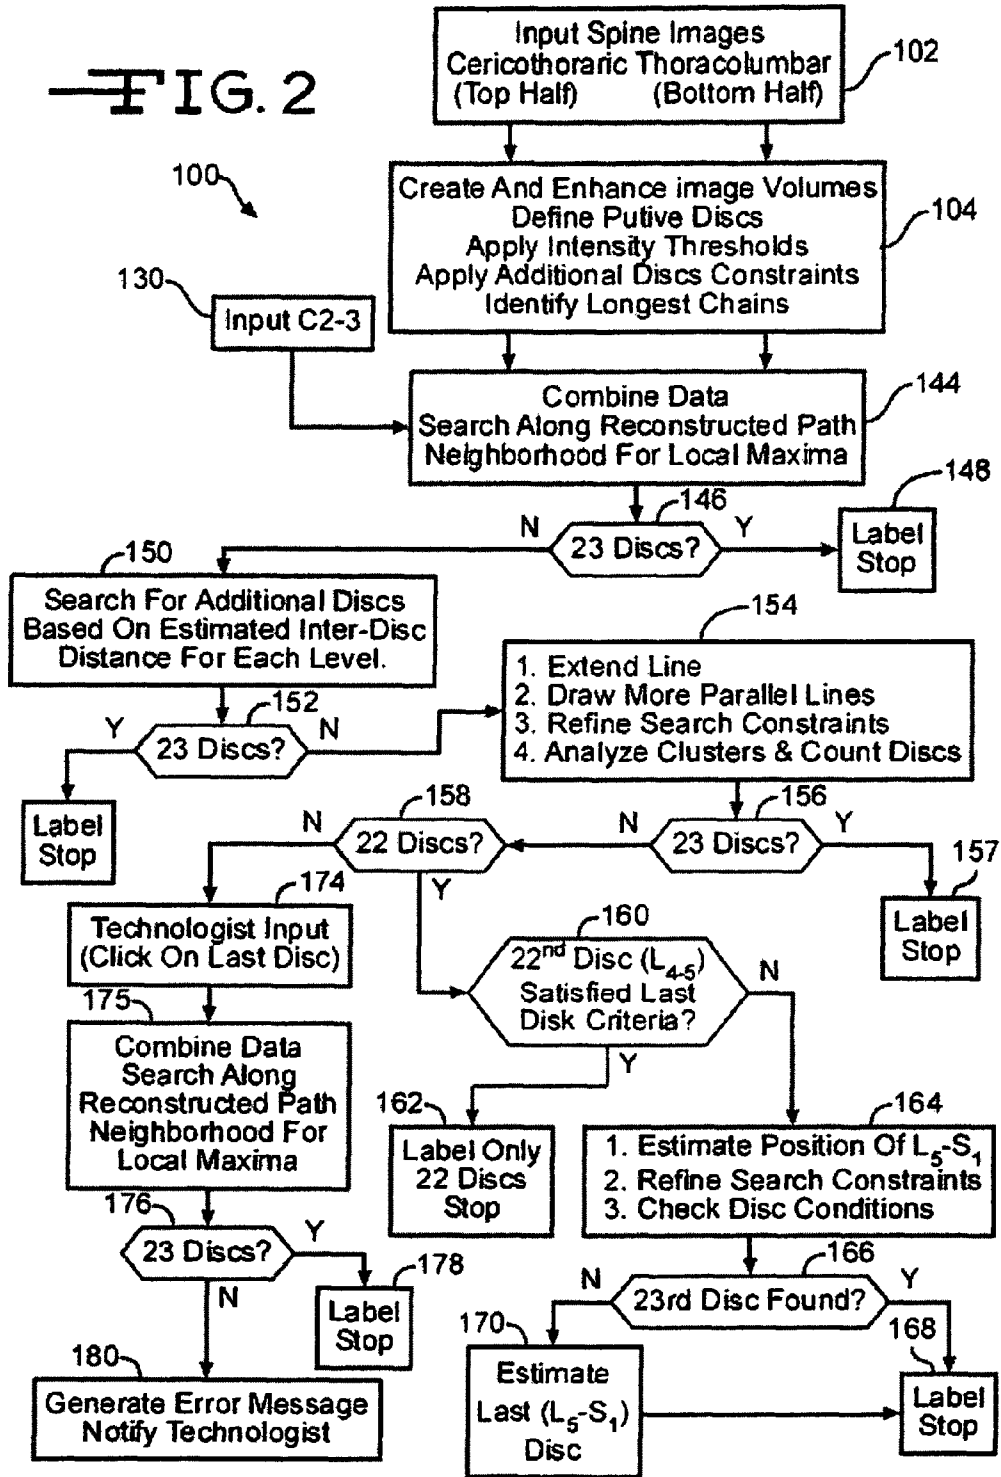 FIG. 2
100
Input Spine Images
Cericothoraric Thoracolumbar
(Top Half) (Bottom Half)
102
Create And Enhance image Volumes
Define Putive Discs
Apply Intensity Thresholds
Apply Additional Discs Constraints
Identify Longest Chains
104
130
Input C2-3
Combine Data
Search Along Reconstructed Path
Neighborhood For Local Maxima
144
146
N 23 Discs? Y
148
Label
Stop
150
Search For Additional Discs
Based On Estimated Inter-Disc
Distance For Each Level.
152
Y 23 Discs? N
Label
Stop
154
1. Extend Line
2. Draw More Parallel Lines
3. Refine Search Constraints
4. Analyze Clusters & Count Discs
156
N 23 Discs? Y
157
Label
Stop
158
N 22 Discs?
Y
160
22nd Disc (L4-5)
Satisfied Last
Disk Criteria?
N
Y
162
Label Only
22 Discs
Stop
164
1. Estimate Position Of L5-S1
2. Refine Search Constraints
3. Check Disc Conditions
166
N 23rd Disc Found? Y
168
Label
Stop
170
Estimate
Last (L5-S1)
Disc
174
Technologist Input
(Click On Last Disc)
175
Combine Data
Search Along
Reconstructed Path
Neighborhood For
Local Maxima
176
23 Discs? Y
N
178
Label
Stop
180
Generate Error Message
Notify Technologist